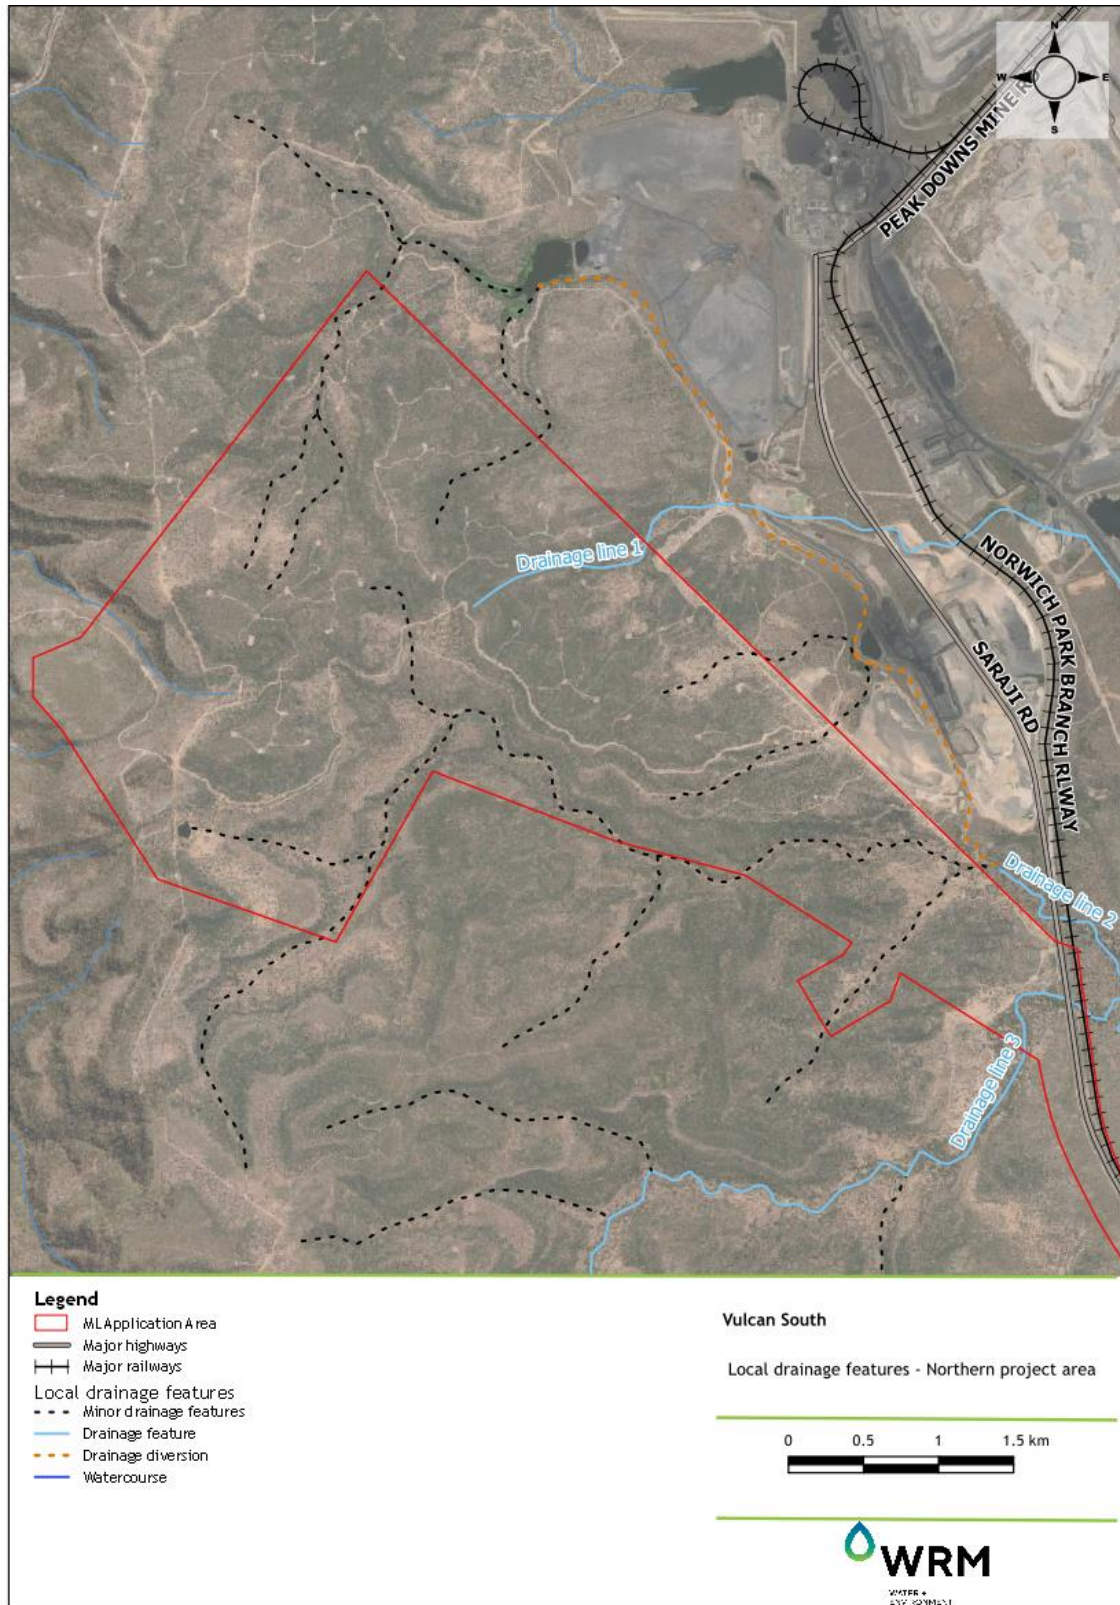 N
W
E
S
PEAK DOWNS MINE RD
Drainage line 1
NORWICH PARK BRANCH RLWAY
SARAJI RD
Drainage line 2
Drainage line 3
Legend
ML Application Area
Major highways
Major railways
Local drainage features
Minor drainage features
Drainage feature
Drainage diversion
Watercourse
Vulcan South
Local drainage features - Northern project area
0 0.5 1 1.5 km
WRM
WATER +
ENVIRONMENT